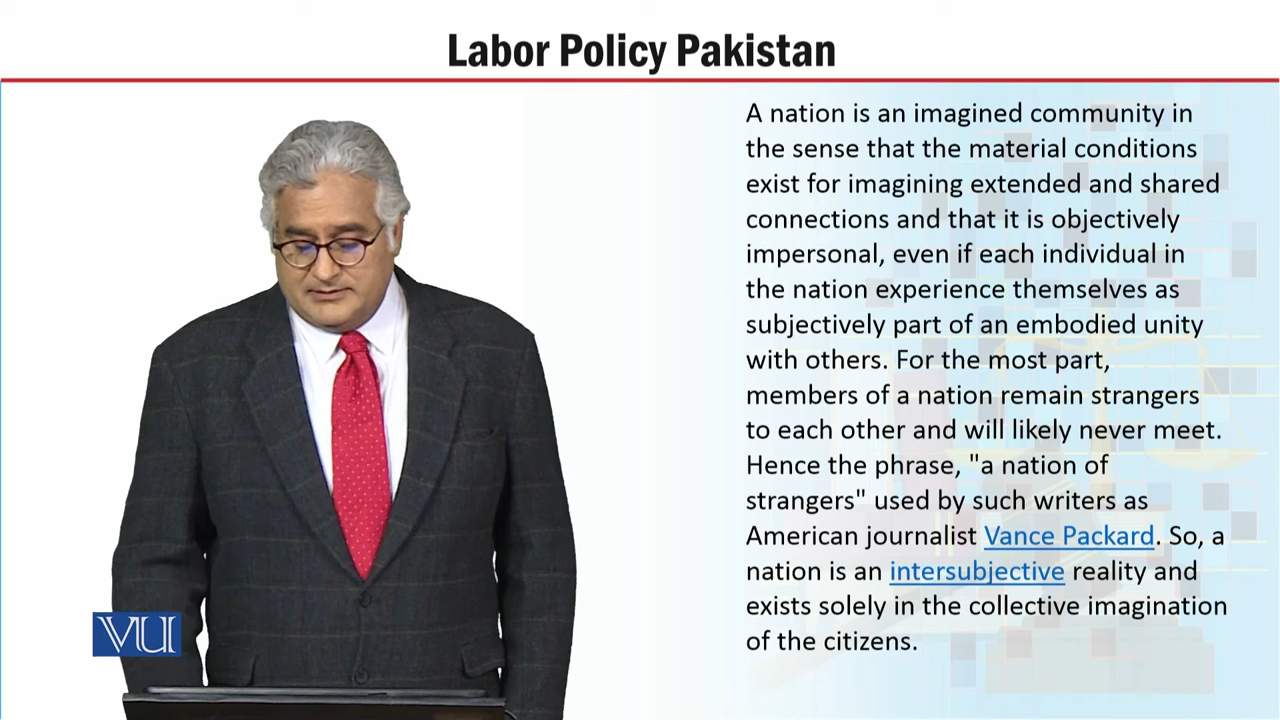 Labor Policy Pakistan
A nation is an imagined community in
the sense that the material conditions
exist for imagining extended and shared
connections and that it is objectively
impersonal, even if each individual in
the nation experience themselves as
subjectively part of an embodied unity
with others. For the most part,
members of a nation remain strangers
to each other and will likely never meet.
Hence the phrase, "a nation of
strangers" used by such writers as
American journalist Vance Packard. So, a
nation is an intersubjective reality and
exists solely in the collective imagination
of the citizens.
VU